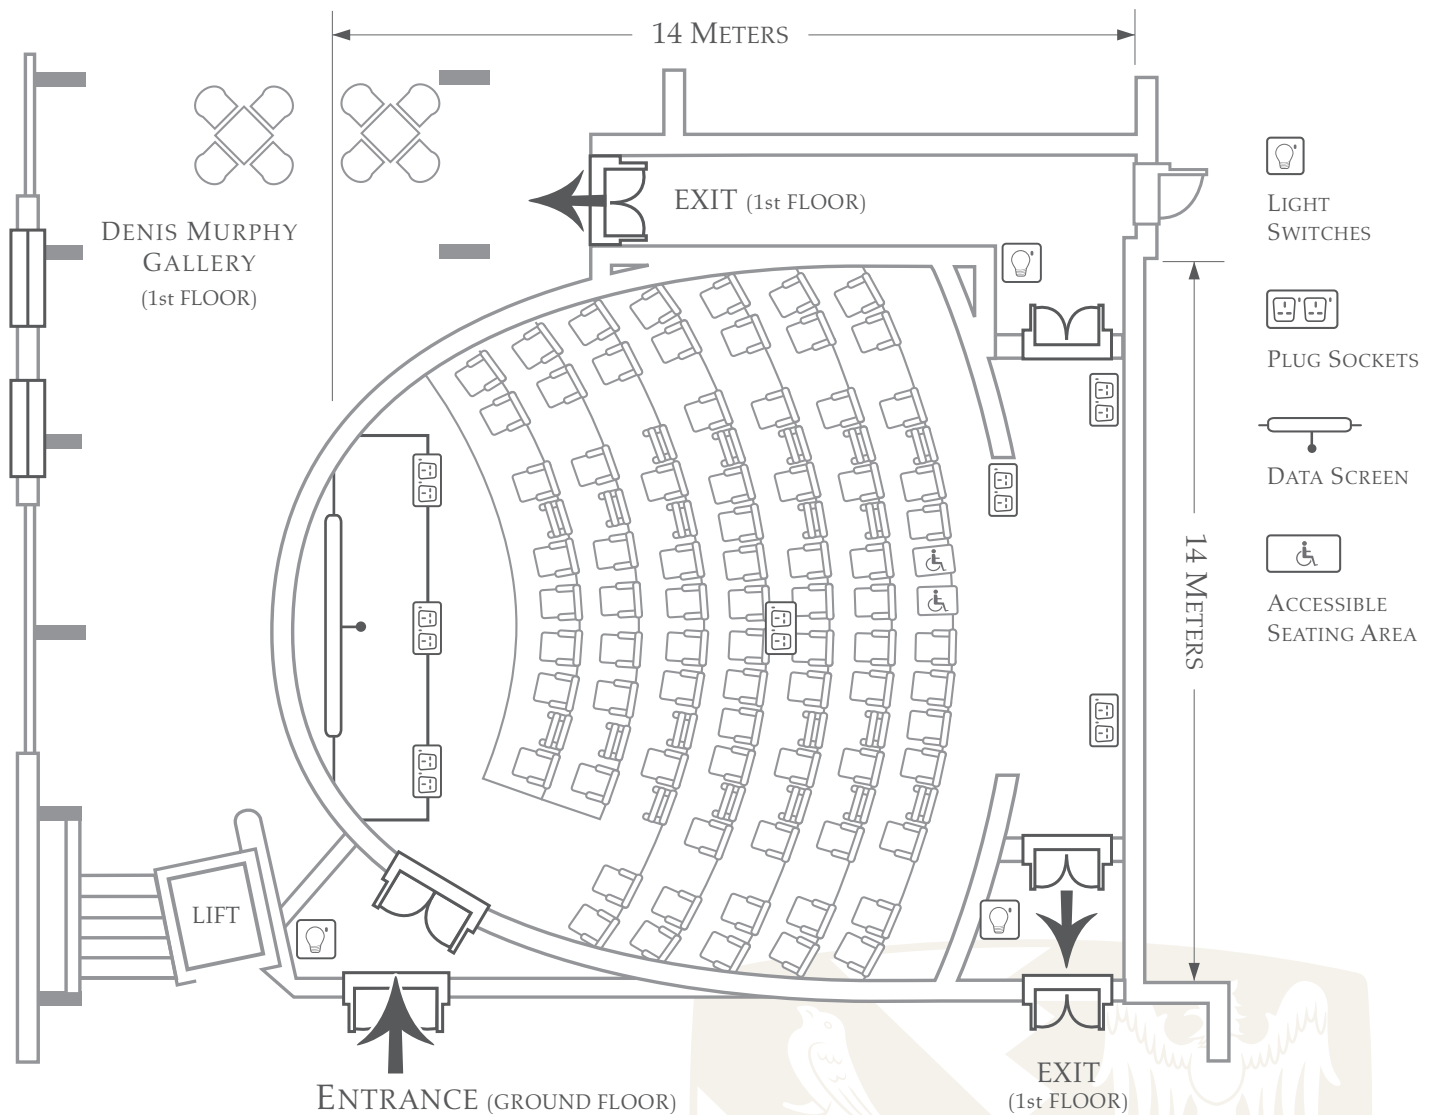 14 METERS
DENIS MURPHY
GALLERY
(1st FLOOR)
EXIT (1st FLOOR)
LIGHT
SWITCHES
PLUG SOCKETS
DATA SCREEN
ACCESSIBLE
SEATING AREA
14 METERS
LIFT
ENTRANCE (GROUND FLOOR)
EXIT
(1st FLOOR)